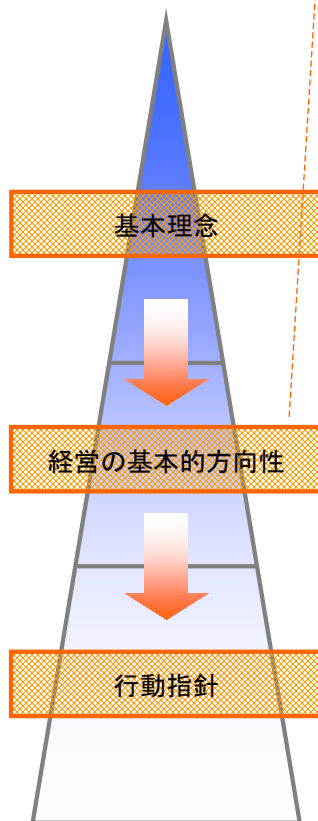 基本理念
経営の基本的方向性
行動指針